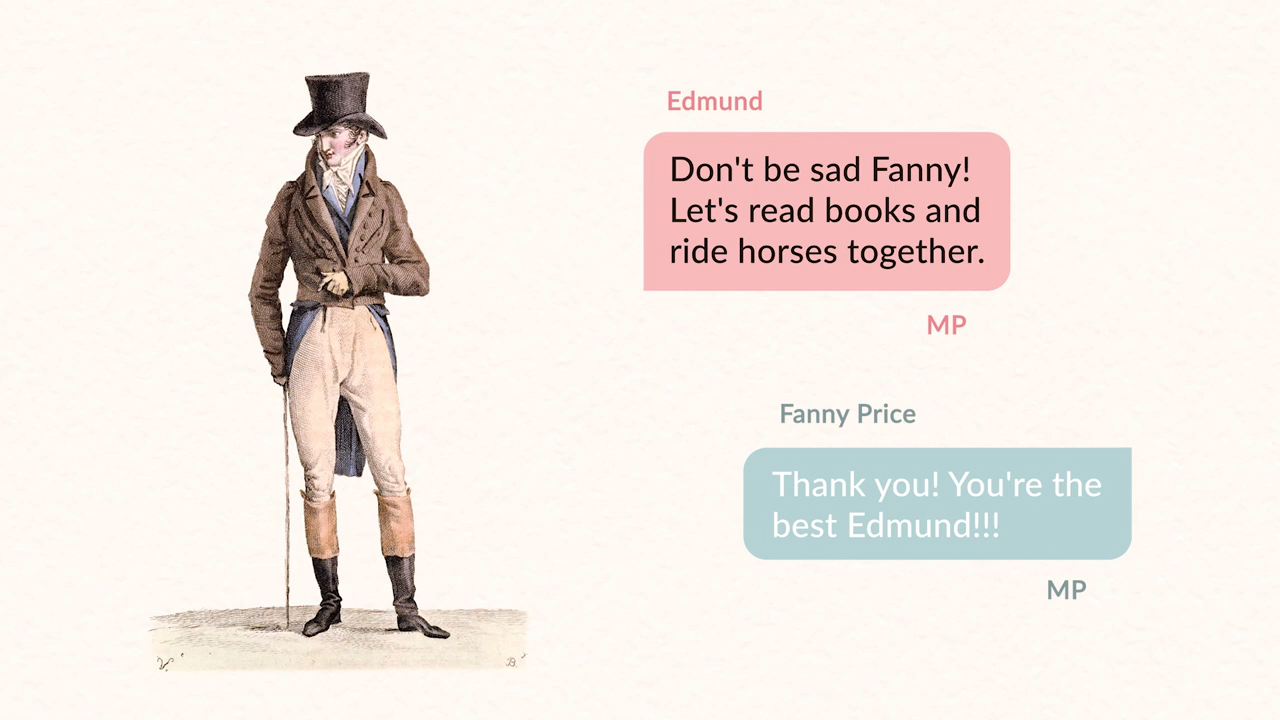 Edmund
Don't be sad Fanny!
Let's read books and
ride horses together.
MP
Fanny Price
Thank you! You're the
best Edmund!!!
MP